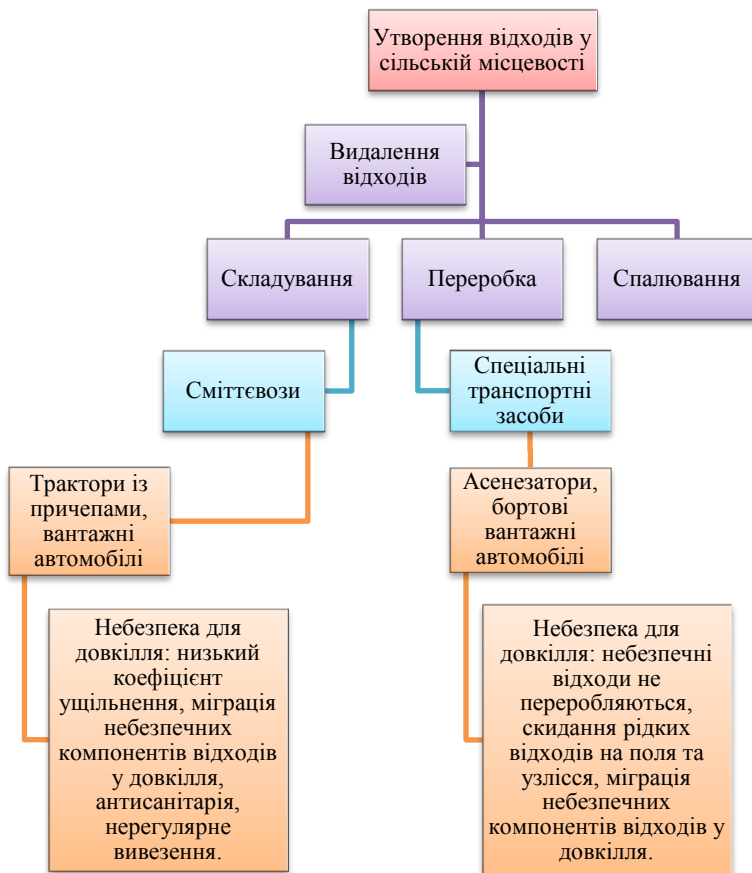 Утворення відходів у
сільській місцевості
Видалення
відходів
Складування
Переробка
Спалювання
Сміттєвози
Спеціальні
транспортні
засоби
Трактори із
причепами,
вантажні
автомобілі
Асенезатори,
бортові
вантажні
автомобілі
Небезпека для
довкілля: низький
коефіцієнт
ущільнення, міграція
небезпечних
компонентів відходів
у довкілля,
антисанітарія,
нерегулярне
вивезення.
Небезпека для
довкілля: небезпечні
відходи не
переробляються,
скидання рідких
відходів на поля та
узлісся, міграція
небезпечних
компонентів відходів у
довкілля.